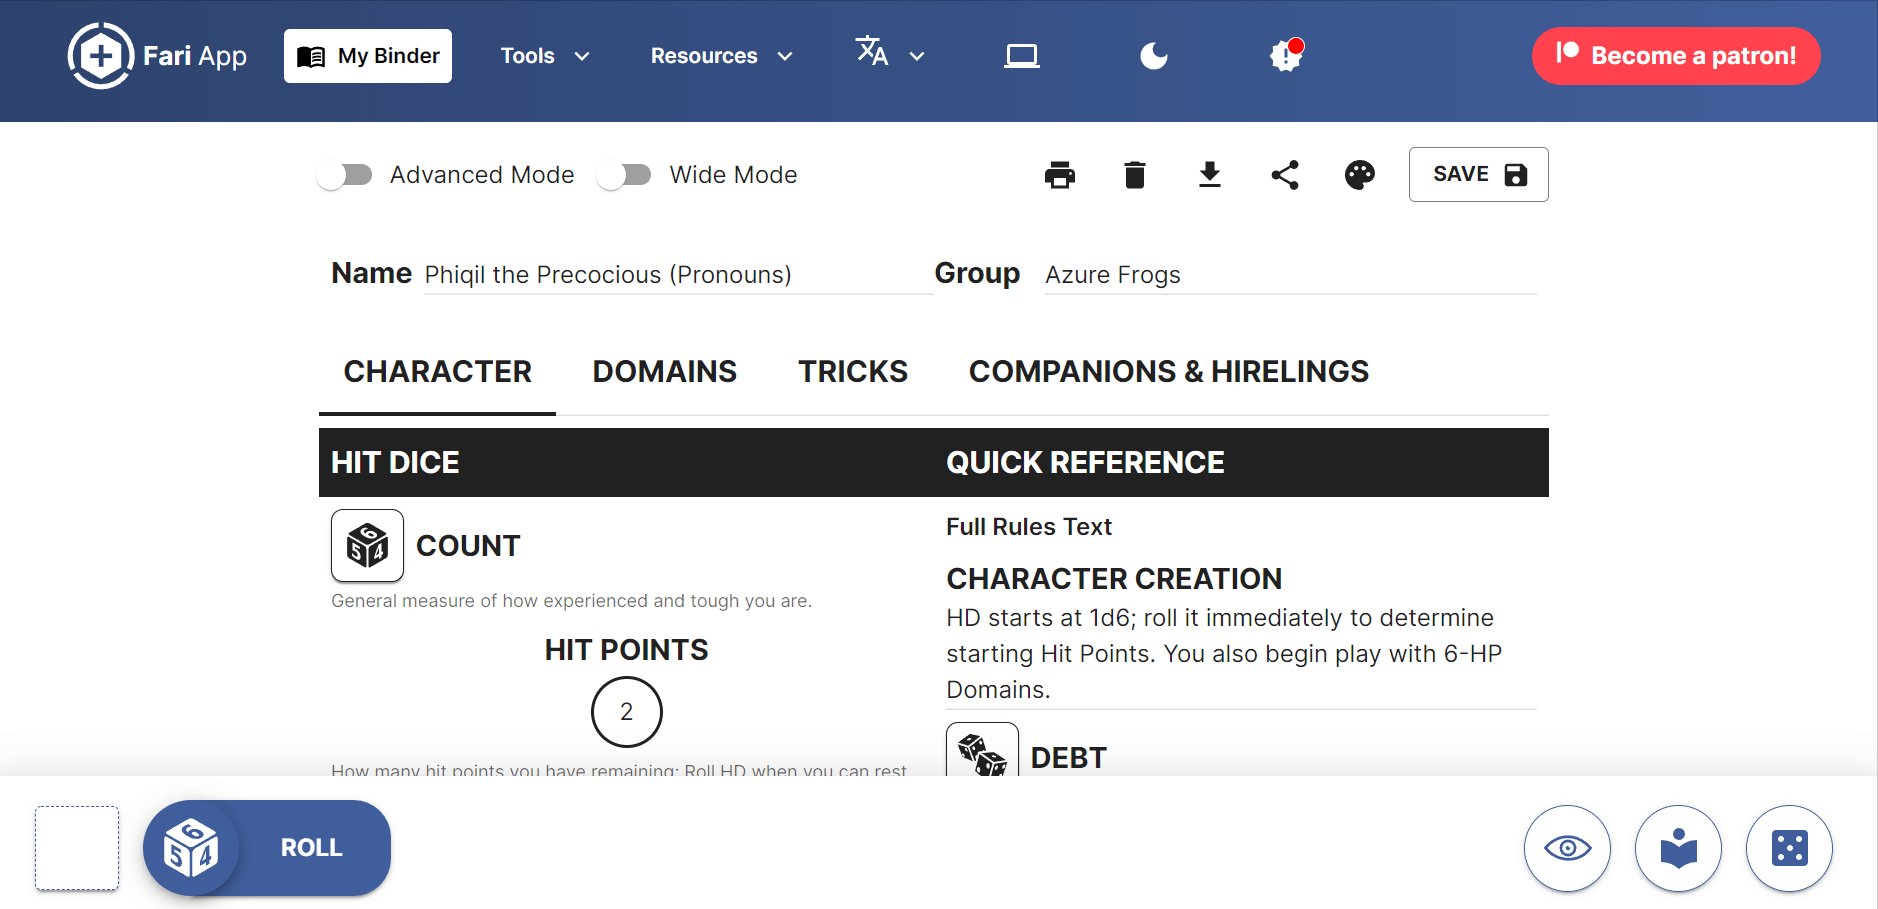 Fari App
My Binder
Tools
Resources
Become a patron!
Advanced Mode
Wide Mode
SAVE
Name Phiqil the Precocious (Pronouns)
Group Azure Frogs
CHARACTER
DOMAINS
TRICKS
COMPANIONS & HIRELINGS
HIT DICE
COUNT
General measure of how experienced and tough you are.
HIT POINTS
2
How many hit points you have remaining; Roll HD when you can rest
QUICK REFERENCE
Full Rules Text
CHARACTER CREATION
HD starts at 1d6; roll it immediately to determine
starting Hit Points. You also begin play with 6-HP
Domains.
DEBT
ROLL